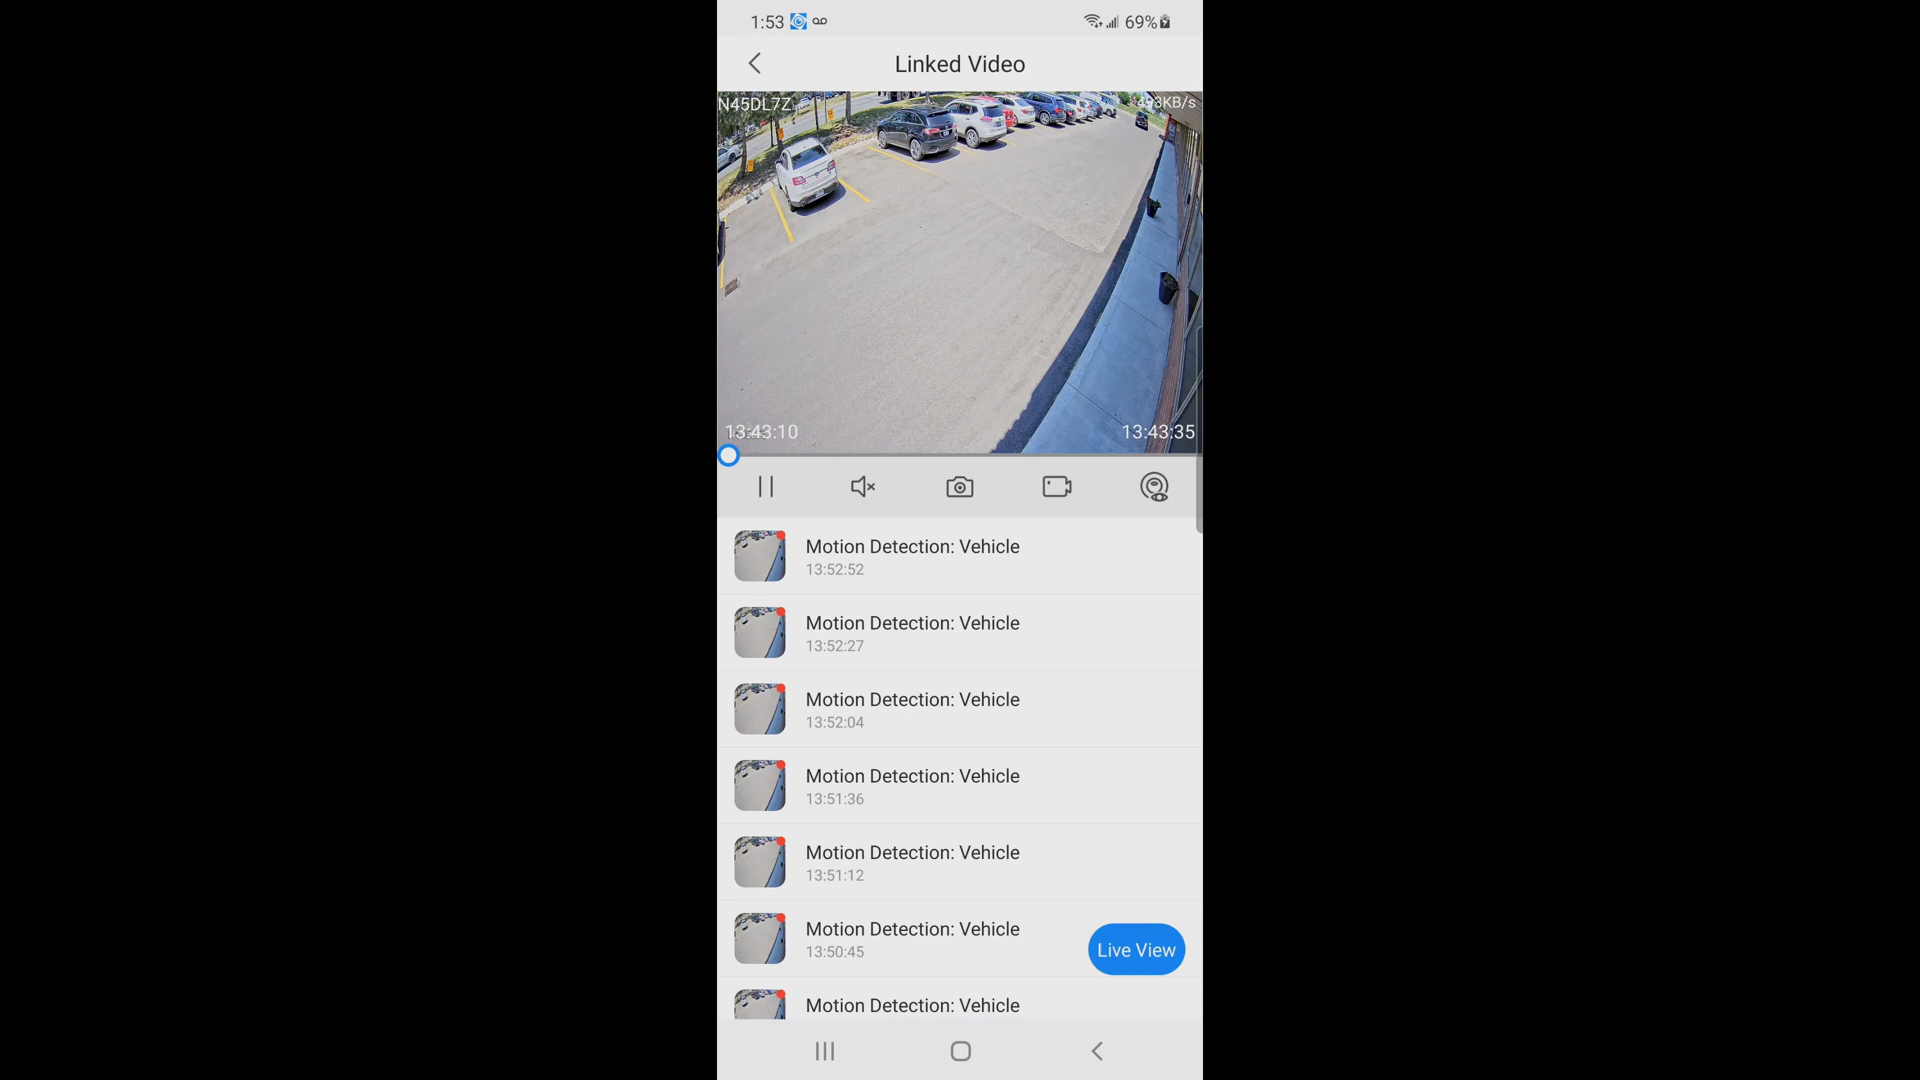 1:53
69%
Linked Video
N45DL7Z
493KB/s
13:43:10
13:43:35
Motion Detection: Vehicle
13:52:52
Motion Detection: Vehicle
13:52:27
Motion Detection: Vehicle
13:52:04
Motion Detection: Vehicle
13:51:36
Motion Detection: Vehicle
13:51:12
Motion Detection: Vehicle
13:50:45
Live View
Motion Detection: Vehicle